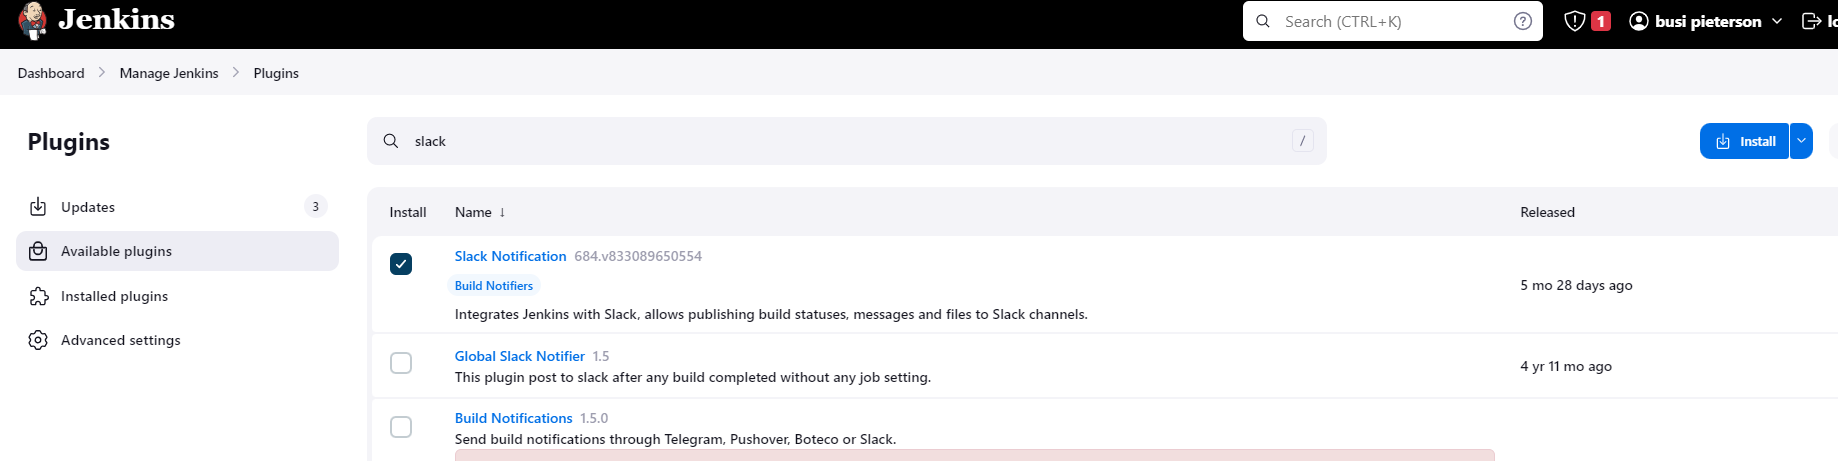 Jenkins
Search (CTRL+K)
?
1
busi pieterson
lo
Dashboard > Manage Jenkins > Plugins
Plugins
slack
/
Install
Updates
3
Available plugins
Installed plugins
Advanced settings
Install Name ↓ Released
Slack Notification 684.v833089650554
Build Notifiers
Integrates Jenkins with Slack, allows publishing build statuses, messages and files to Slack channels.
5 mo 28 days ago
Global Slack Notifier 1.5
This plugin post to slack after any build completed without any job setting.
4 yr 11 mo ago
Build Notifications 1.5.0
Send build notifications through Telegram, Pushover, Boteco or Slack.